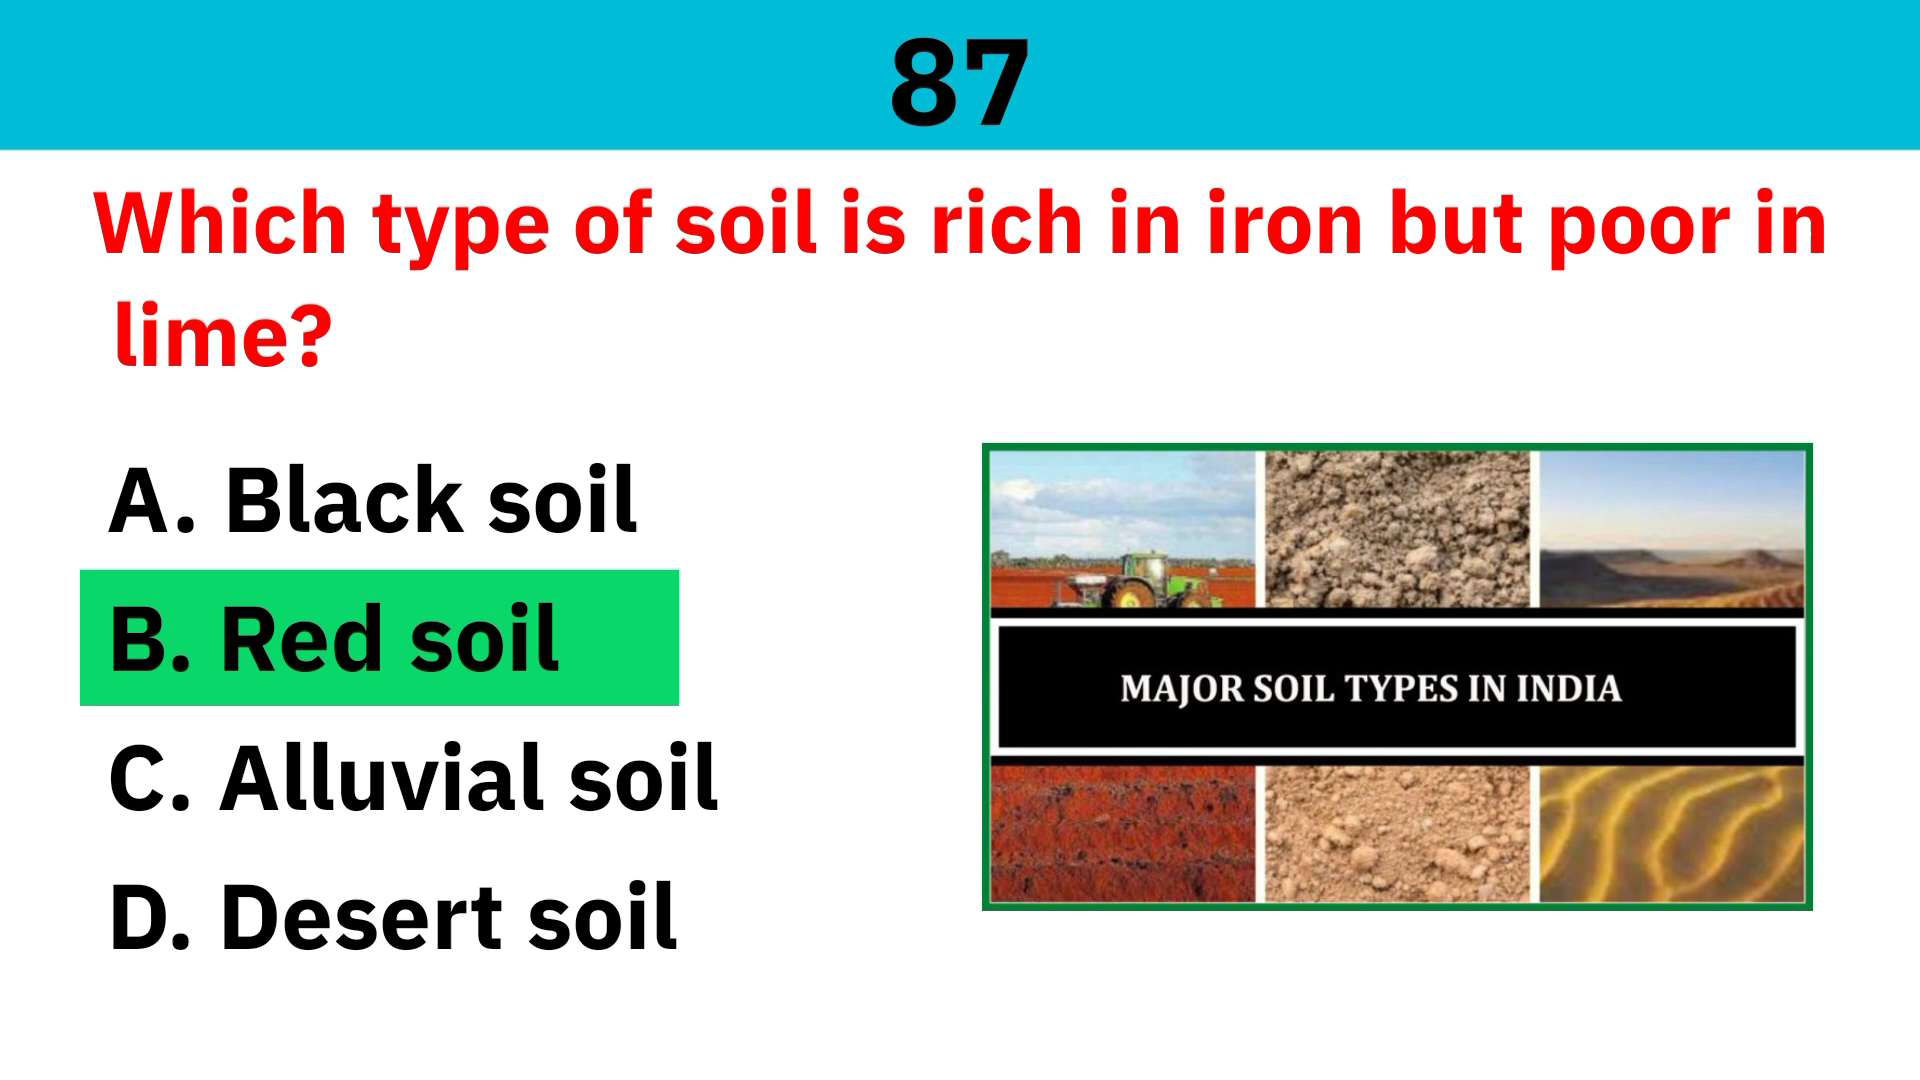 87
Which type of soil is rich in iron but poor in
lime?
A. Black soil
B. Red soil
C. Alluvial soil
D. Desert soil
MAJOR SOIL TYPES IN INDIA